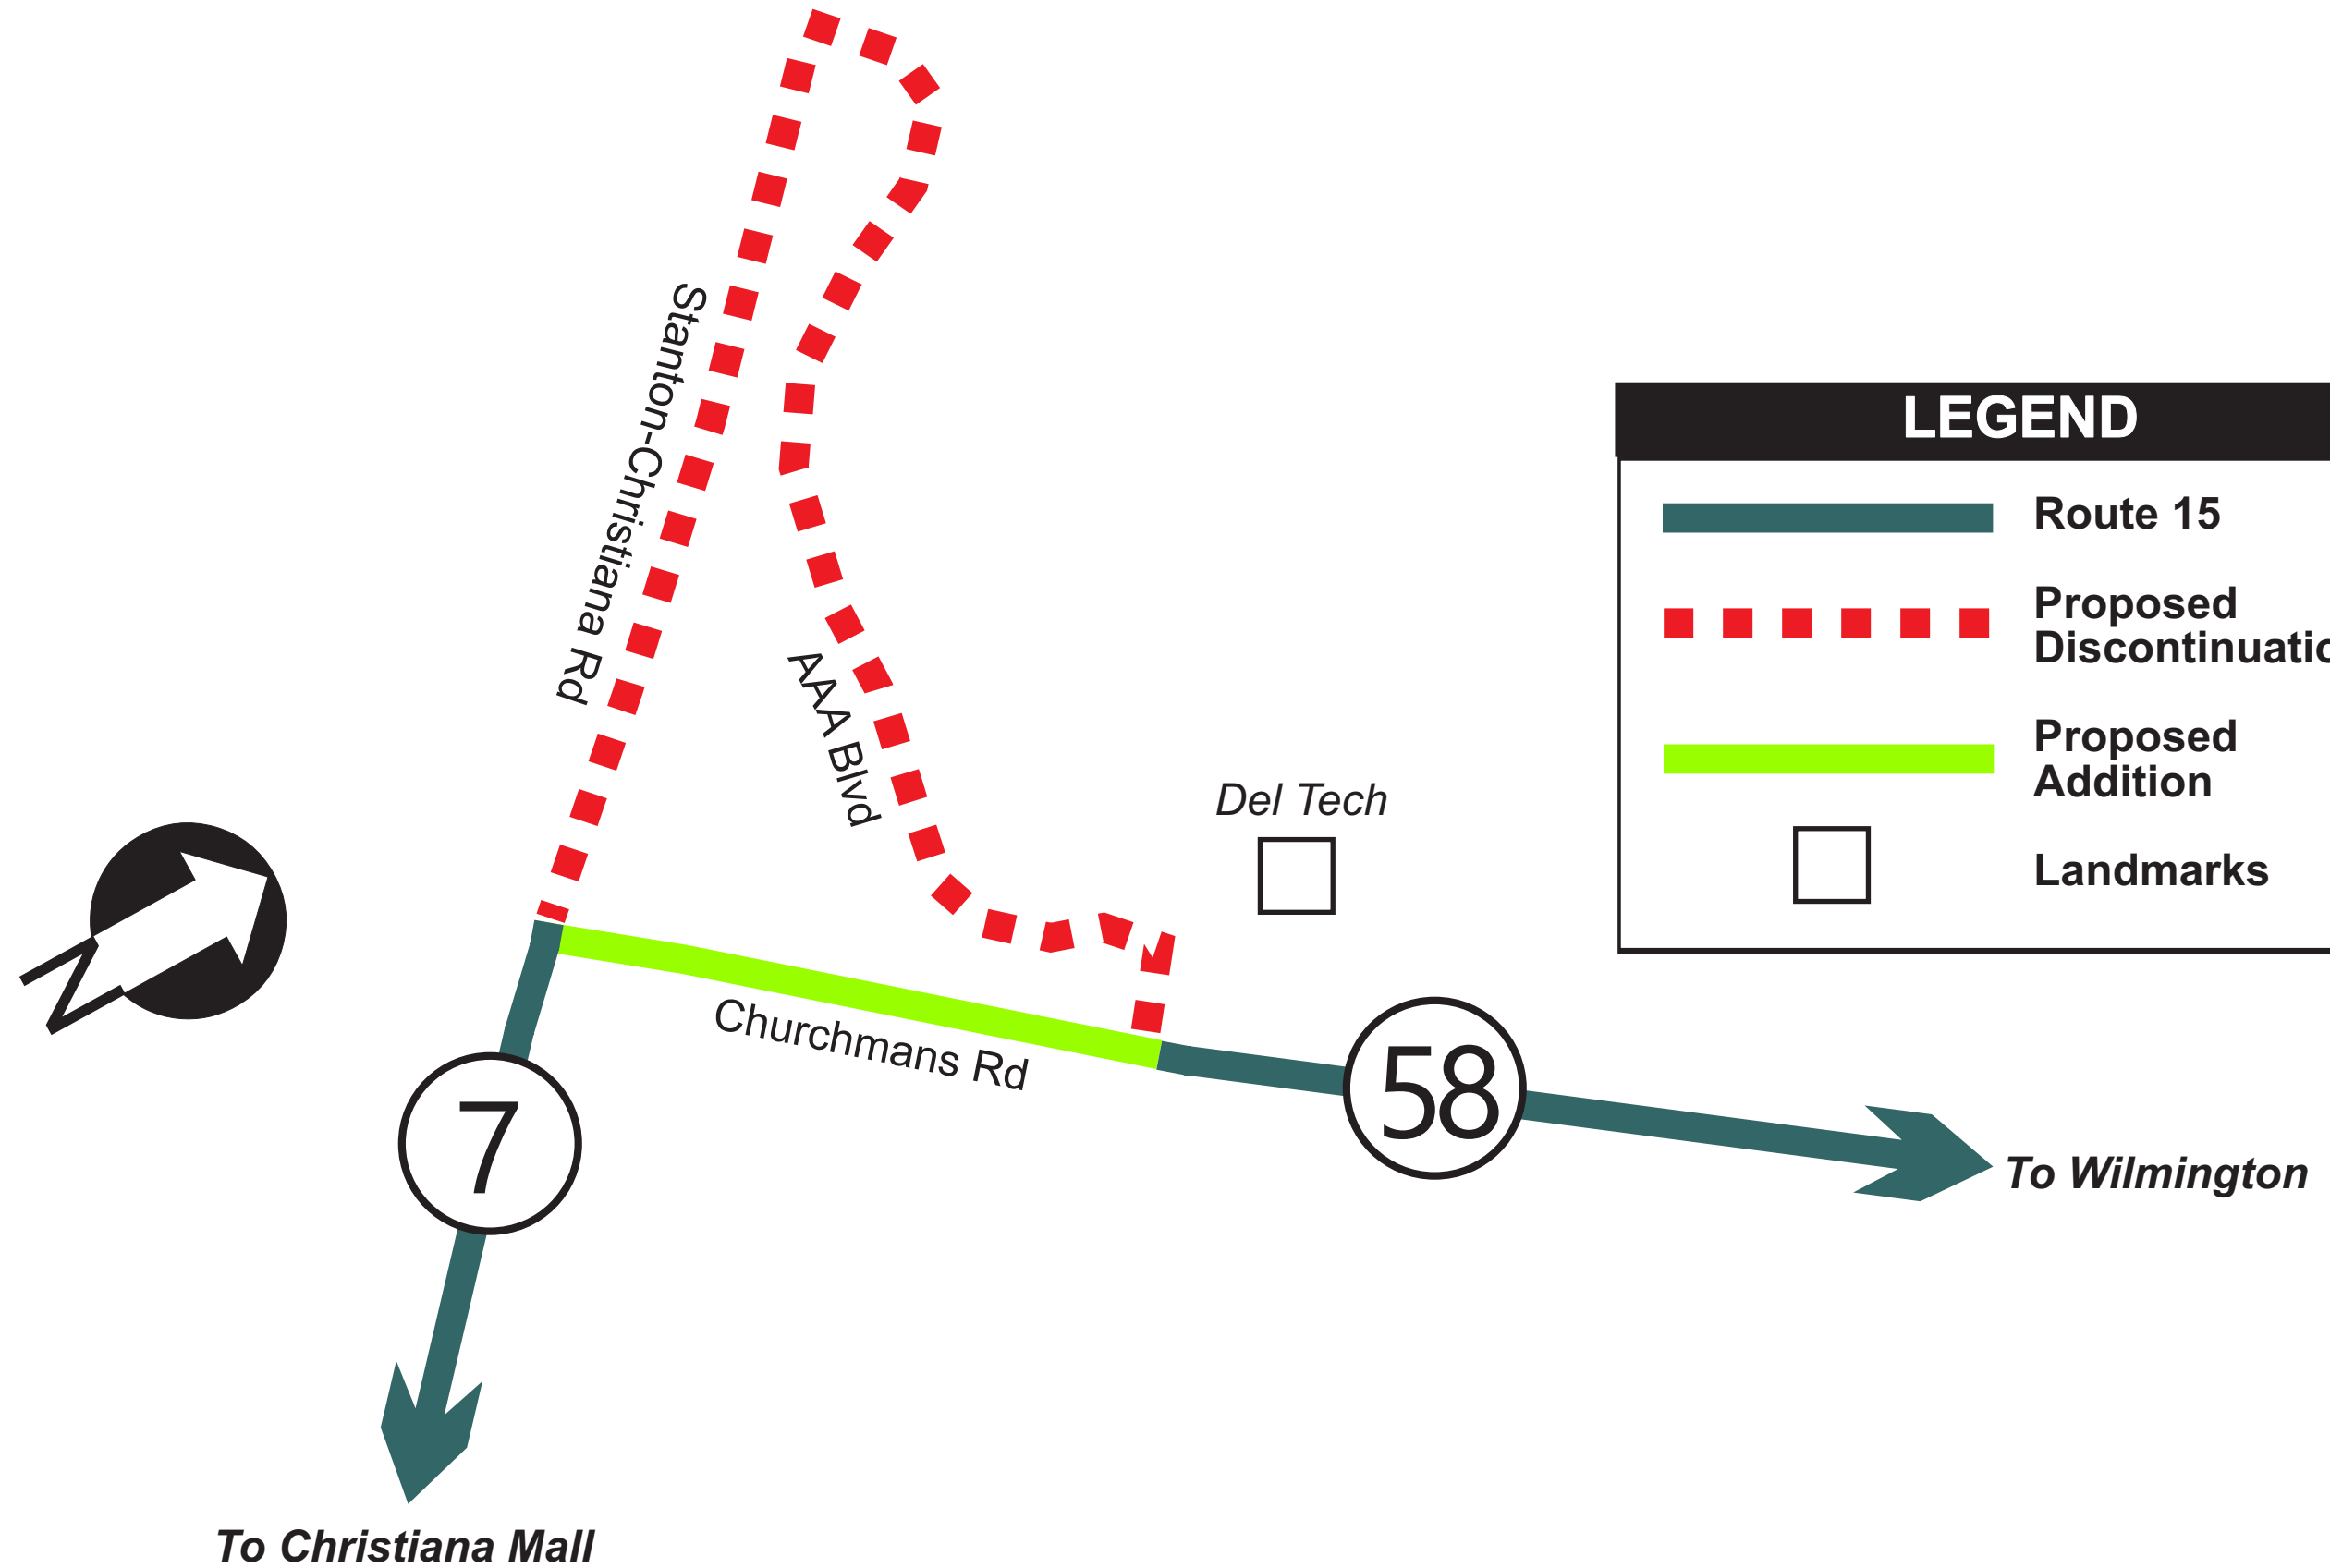 Stanton-Christiana Rd
AAA Blvd
Del Tech
Churchmans Rd
7
58
To Wilmington
To Christiana Mall
N
LEGEND
Route 15
Proposed
Discontinuatio
Proposed
Addition
Landmarks